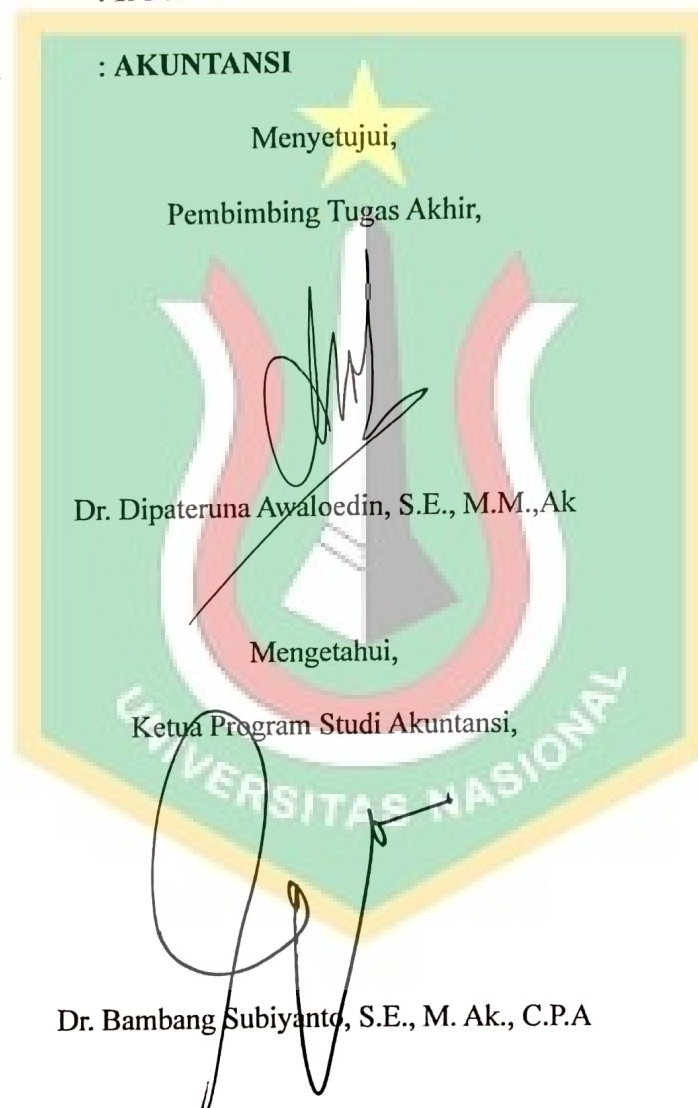 : AKUNTANSI
Menyetujui,
Pembimbing Tugas Akhir,
Dr. Dipateruna Awaloedin, S.E., M.M.,Ak
Mengetahui,
Ketua Program Studi Akuntansi,
UNIVERSITAS NASIONAL
Dr. Bambang Subiyanto, S.E., M. Ak., C.P.A